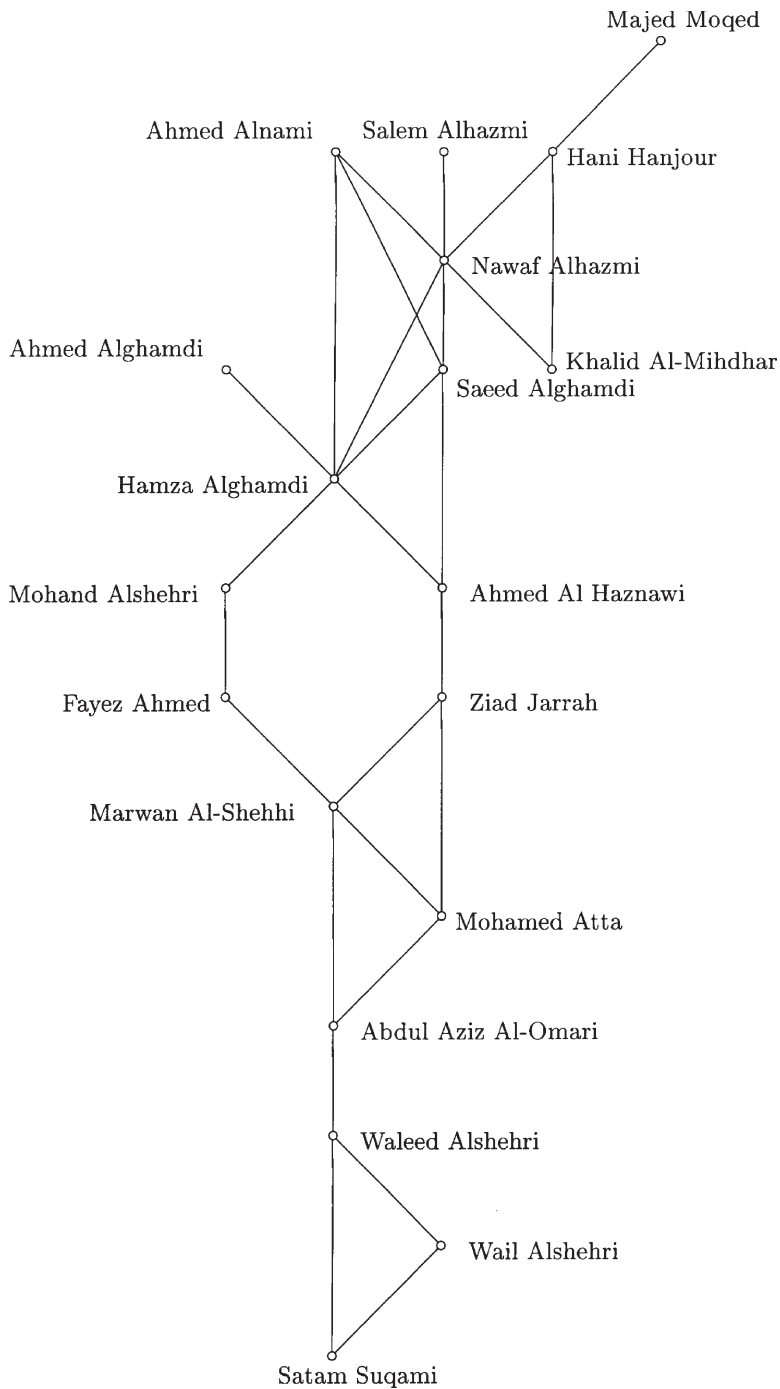 Majed Moqed
Ahmed Alnami
Salem Alhazmi
Hani Hanjour
Nawaf Alhazmi
Ahmed Alghamdi
Khalid Al-Mihdhar
Saeed Alghamdi
Hamza Alghamdi
Mohand Alshehri
Ahmed Al Haznawi
Fayez Ahmed
Ziad Jarrah
Marwan Al-Shehhi
Mohamed Atta
Abdul Aziz Al-Omari
Waleed Alshehri
Wail Alshehri
Satam Suqami